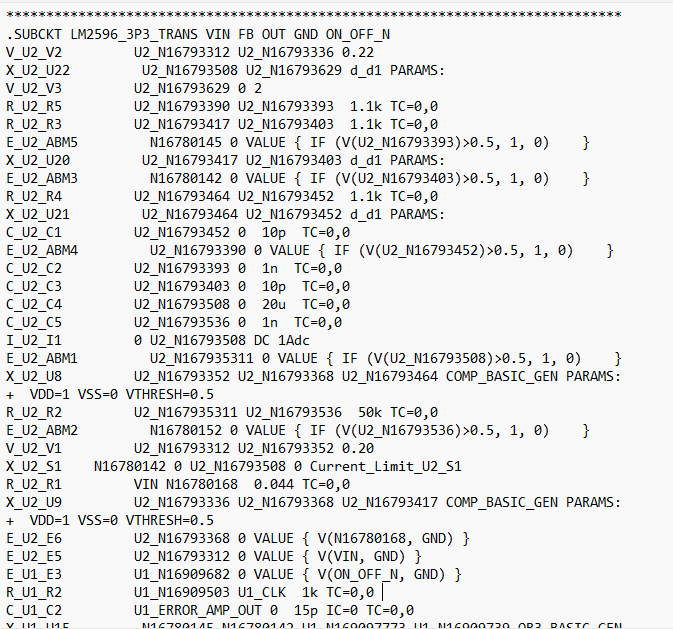 ******************************************************************************
.SUBCKT LM2596_3P3_TRANS VIN FB OUT GND ON_OFF_N
V_U2_V2 U2_N16793312 U2_N16793336 0.22
X_U2_U22 U2_N16793508 U2_N16793629 d_d1 PARAMS:
V_U2_V3 U2_N16793629 0 2
R_U2_R5 U2_N16793390 U2_N16793393 1.1k TC=0,0
R_U2_R3 U2_N16793417 U2_N16793403 1.1k TC=0,0
E_U2_ABM5 N16780145 0 VALUE { IF (V(U2_N16793393)>0.5, 1, 0) }
X_U2_U20 U2_N16793417 U2_N16793403 d_d1 PARAMS:
E_U2_ABM3 N16780142 0 VALUE { IF (V(U2_N16793403)>0.5, 1, 0) }
R_U2_R4 U2_N16793464 U2_N16793452 1.1k TC=0,0
X_U2_U21 U2_N16793464 U2_N16793452 d_d1 PARAMS:
C_U2_C1 U2_N16793452 0 10p TC=0,0
E_U2_ABM4 U2_N16793390 0 VALUE { IF (V(U2_N16793452)>0.5, 1, 0) }
C_U2_C2 U2_N16793393 0 1n TC=0,0
C_U2_C3 U2_N16793403 0 10p TC=0,0
C_U2_C4 U2_N16793508 0 20u TC=0,0
C_U2_C5 U2_N16793536 0 1n TC=0,0
I_U2_I1 0 U2_N16793508 DC 1Adc
E_U2_ABM1 U2_N167935311 0 VALUE { IF (V(U2_N16793508)>0.5, 1, 0) }
X_U2_U8 U2_N16793352 U2_N16793368 U2_N16793464 COMP_BASIC_GEN PARAMS:
+ VDD=1 VSS=0 VTHRESH=0.5
R_U2_R2 U2_N167935311 U2_N16793536 50k TC=0,0
E_U2_ABM2 N16780152 0 VALUE { IF (V(U2_N16793536)>0.5, 1, 0) }
V_U2_V1 U2_N16793312 U2_N16793352 0.20
X_U2_S1 N16780142 0 U2_N16793508 0 Current_Limit_U2_S1
R_U2_R1 VIN N16780168 0.044 TC=0,0
X_U2_U9 U2_N16793336 U2_N16793368 U2_N16793417 COMP_BASIC_GEN PARAMS:
+ VDD=1 VSS=0 VTHRESH=0.5
E_U2_E6 U2_N16793368 0 VALUE { V(N16780168, GND) }
E_U2_E5 U2_N16793312 0 VALUE { V(VIN, GND) }
E_U1_E3 U1_N16909682 0 VALUE { V(ON_OFF_N, GND) }
R_U1_R2 U1_N16909503 U1_CLK 1k TC=0,0
C_U1_C2 U1_ERROR_AMP_OUT 0 15p IC=0 TC=0,0
X_U1_U15 N16780145 N16780142 U1_N169097773 U1_N16909739 OR3_BASIC_GEN